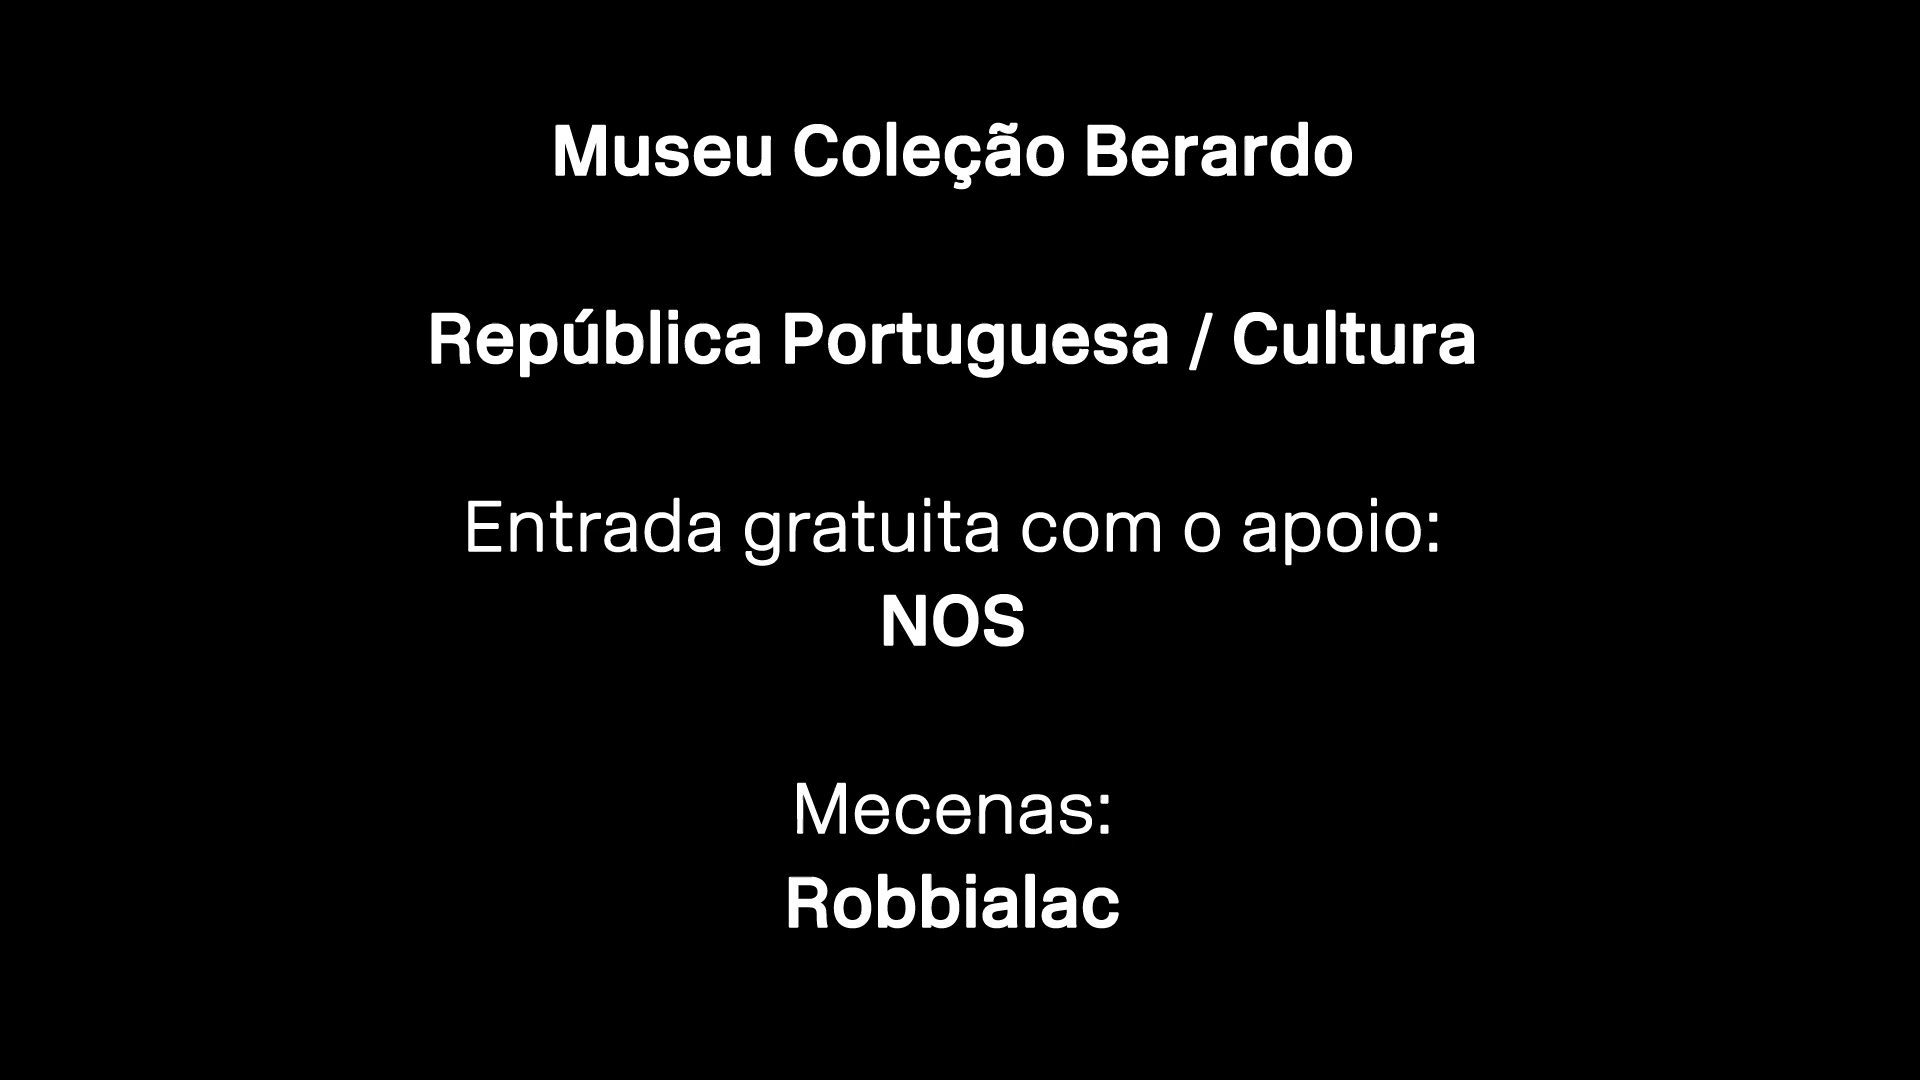 Museu Coleção Berardo
República Portuguesa / Cultura
Entrada gratuita com o apoio:
NOS
Mecenas:
Robbialac